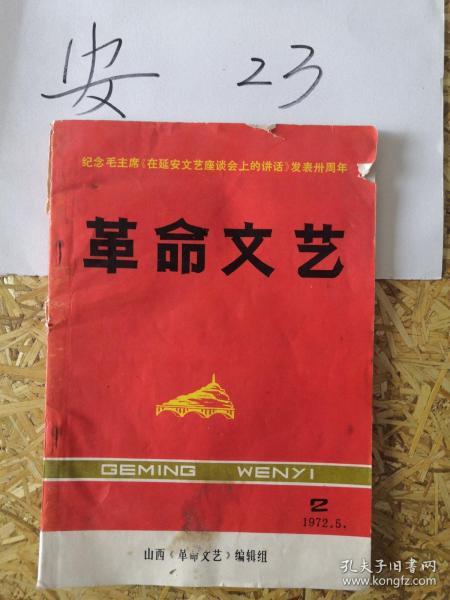 安 23
纪念毛主席《在延安文艺座谈会上的讲话》发表卅周年
革命文艺
GEMING WENYI
2
1972.5.
山西《革命文艺》编辑组
孔夫子旧书网
www.kongfz.com